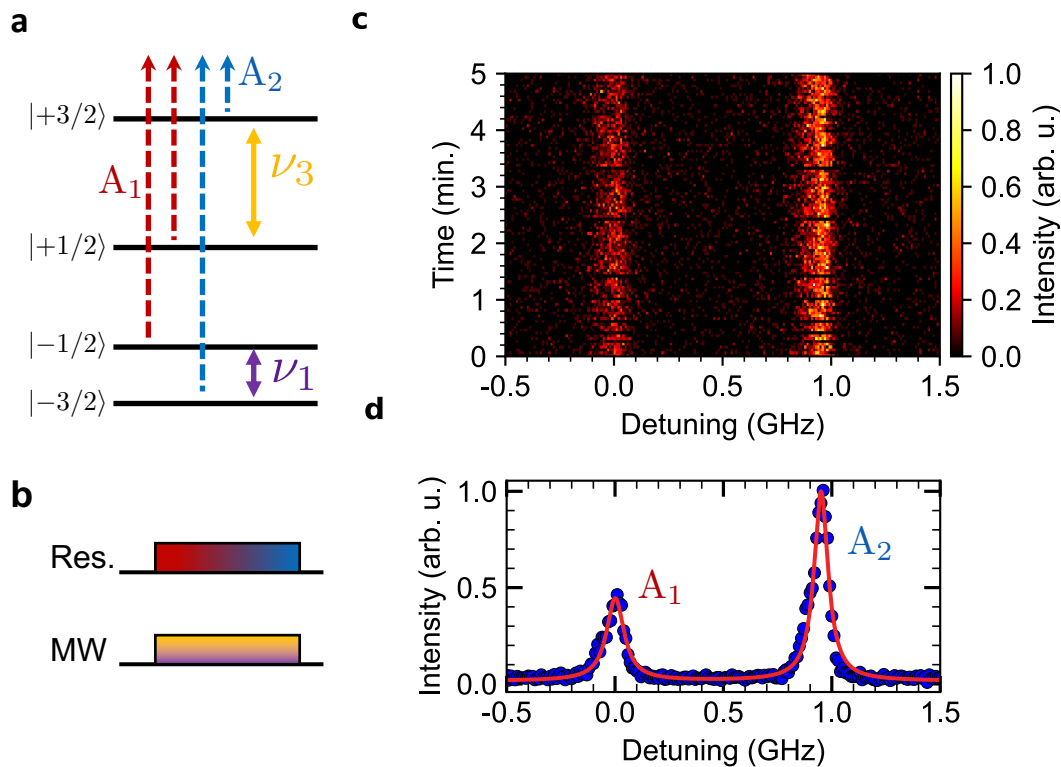 a
A₂
|+3/2⟩
ν₃
A₁
|+1/2⟩
|−1/2⟩
ν₁
|−3/2⟩
b
Res.
MW
c
5
4
3
2
1
0
Time (min.)
-0.5 0.0 0.5 1.0 1.5
Detuning (GHz)
1.0
0.8
0.6
0.4
0.2
0.0
Intensity (arb. u.)
d
1.0
0.5
0.0
Intensity (arb. u.)
A₁
A₂
-0.5 0.0 0.5 1.0 1.5
Detuning (GHz)